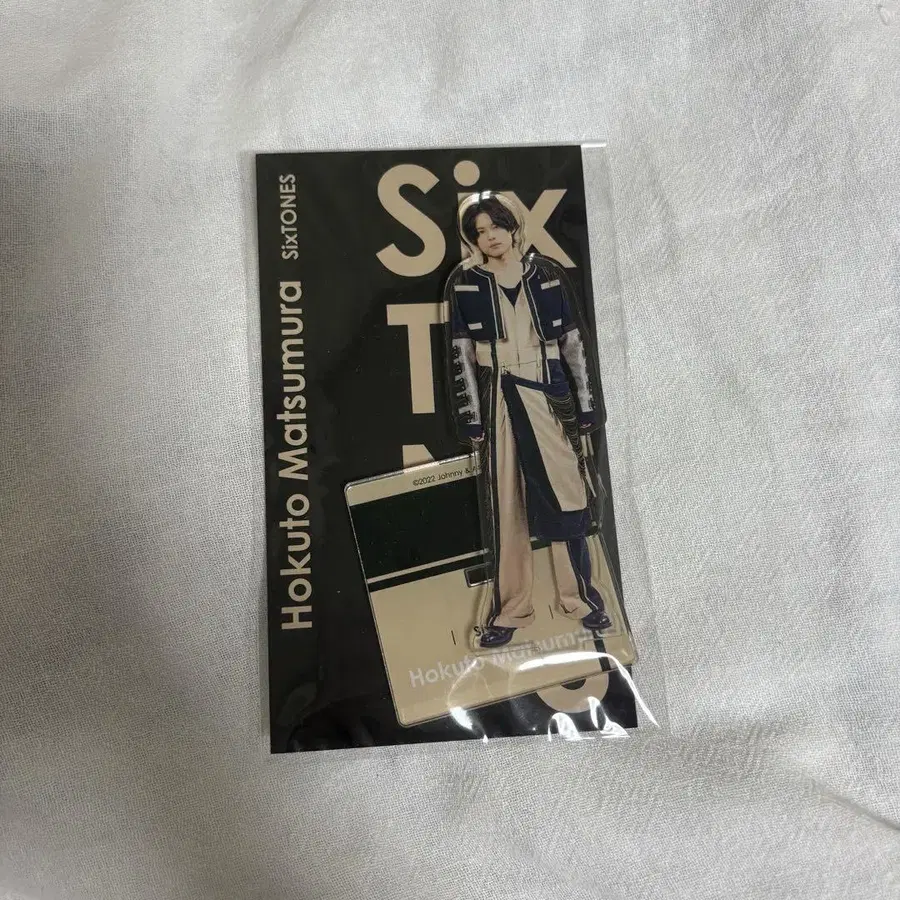 Hokuto Matsumura SixTONES
Six
T
©2022 Johnny &
Hokuto Matsumura